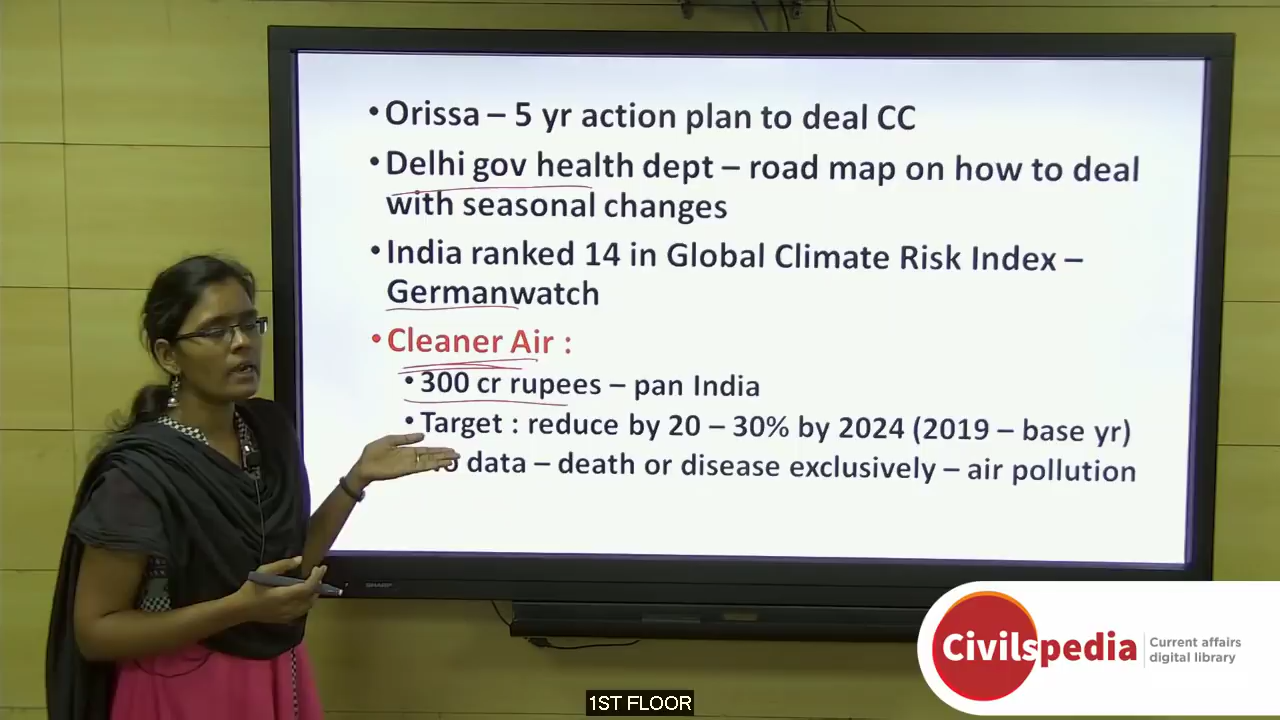 • Orissa – 5 yr action plan to deal CC
• Delhi gov health dept – road map on how to deal
with seasonal changes
• India ranked 14 in Global Climate Risk Index –
Germanwatch
• Cleaner Air :
• 300 cr rupees – pan India
• Target : reduce by 20 – 30% by 2024 (2019 – base yr)
data – death or disease exclusively – air pollution
SHARP
Civilspedia
Current affairs
digital library
1ST FLOOR